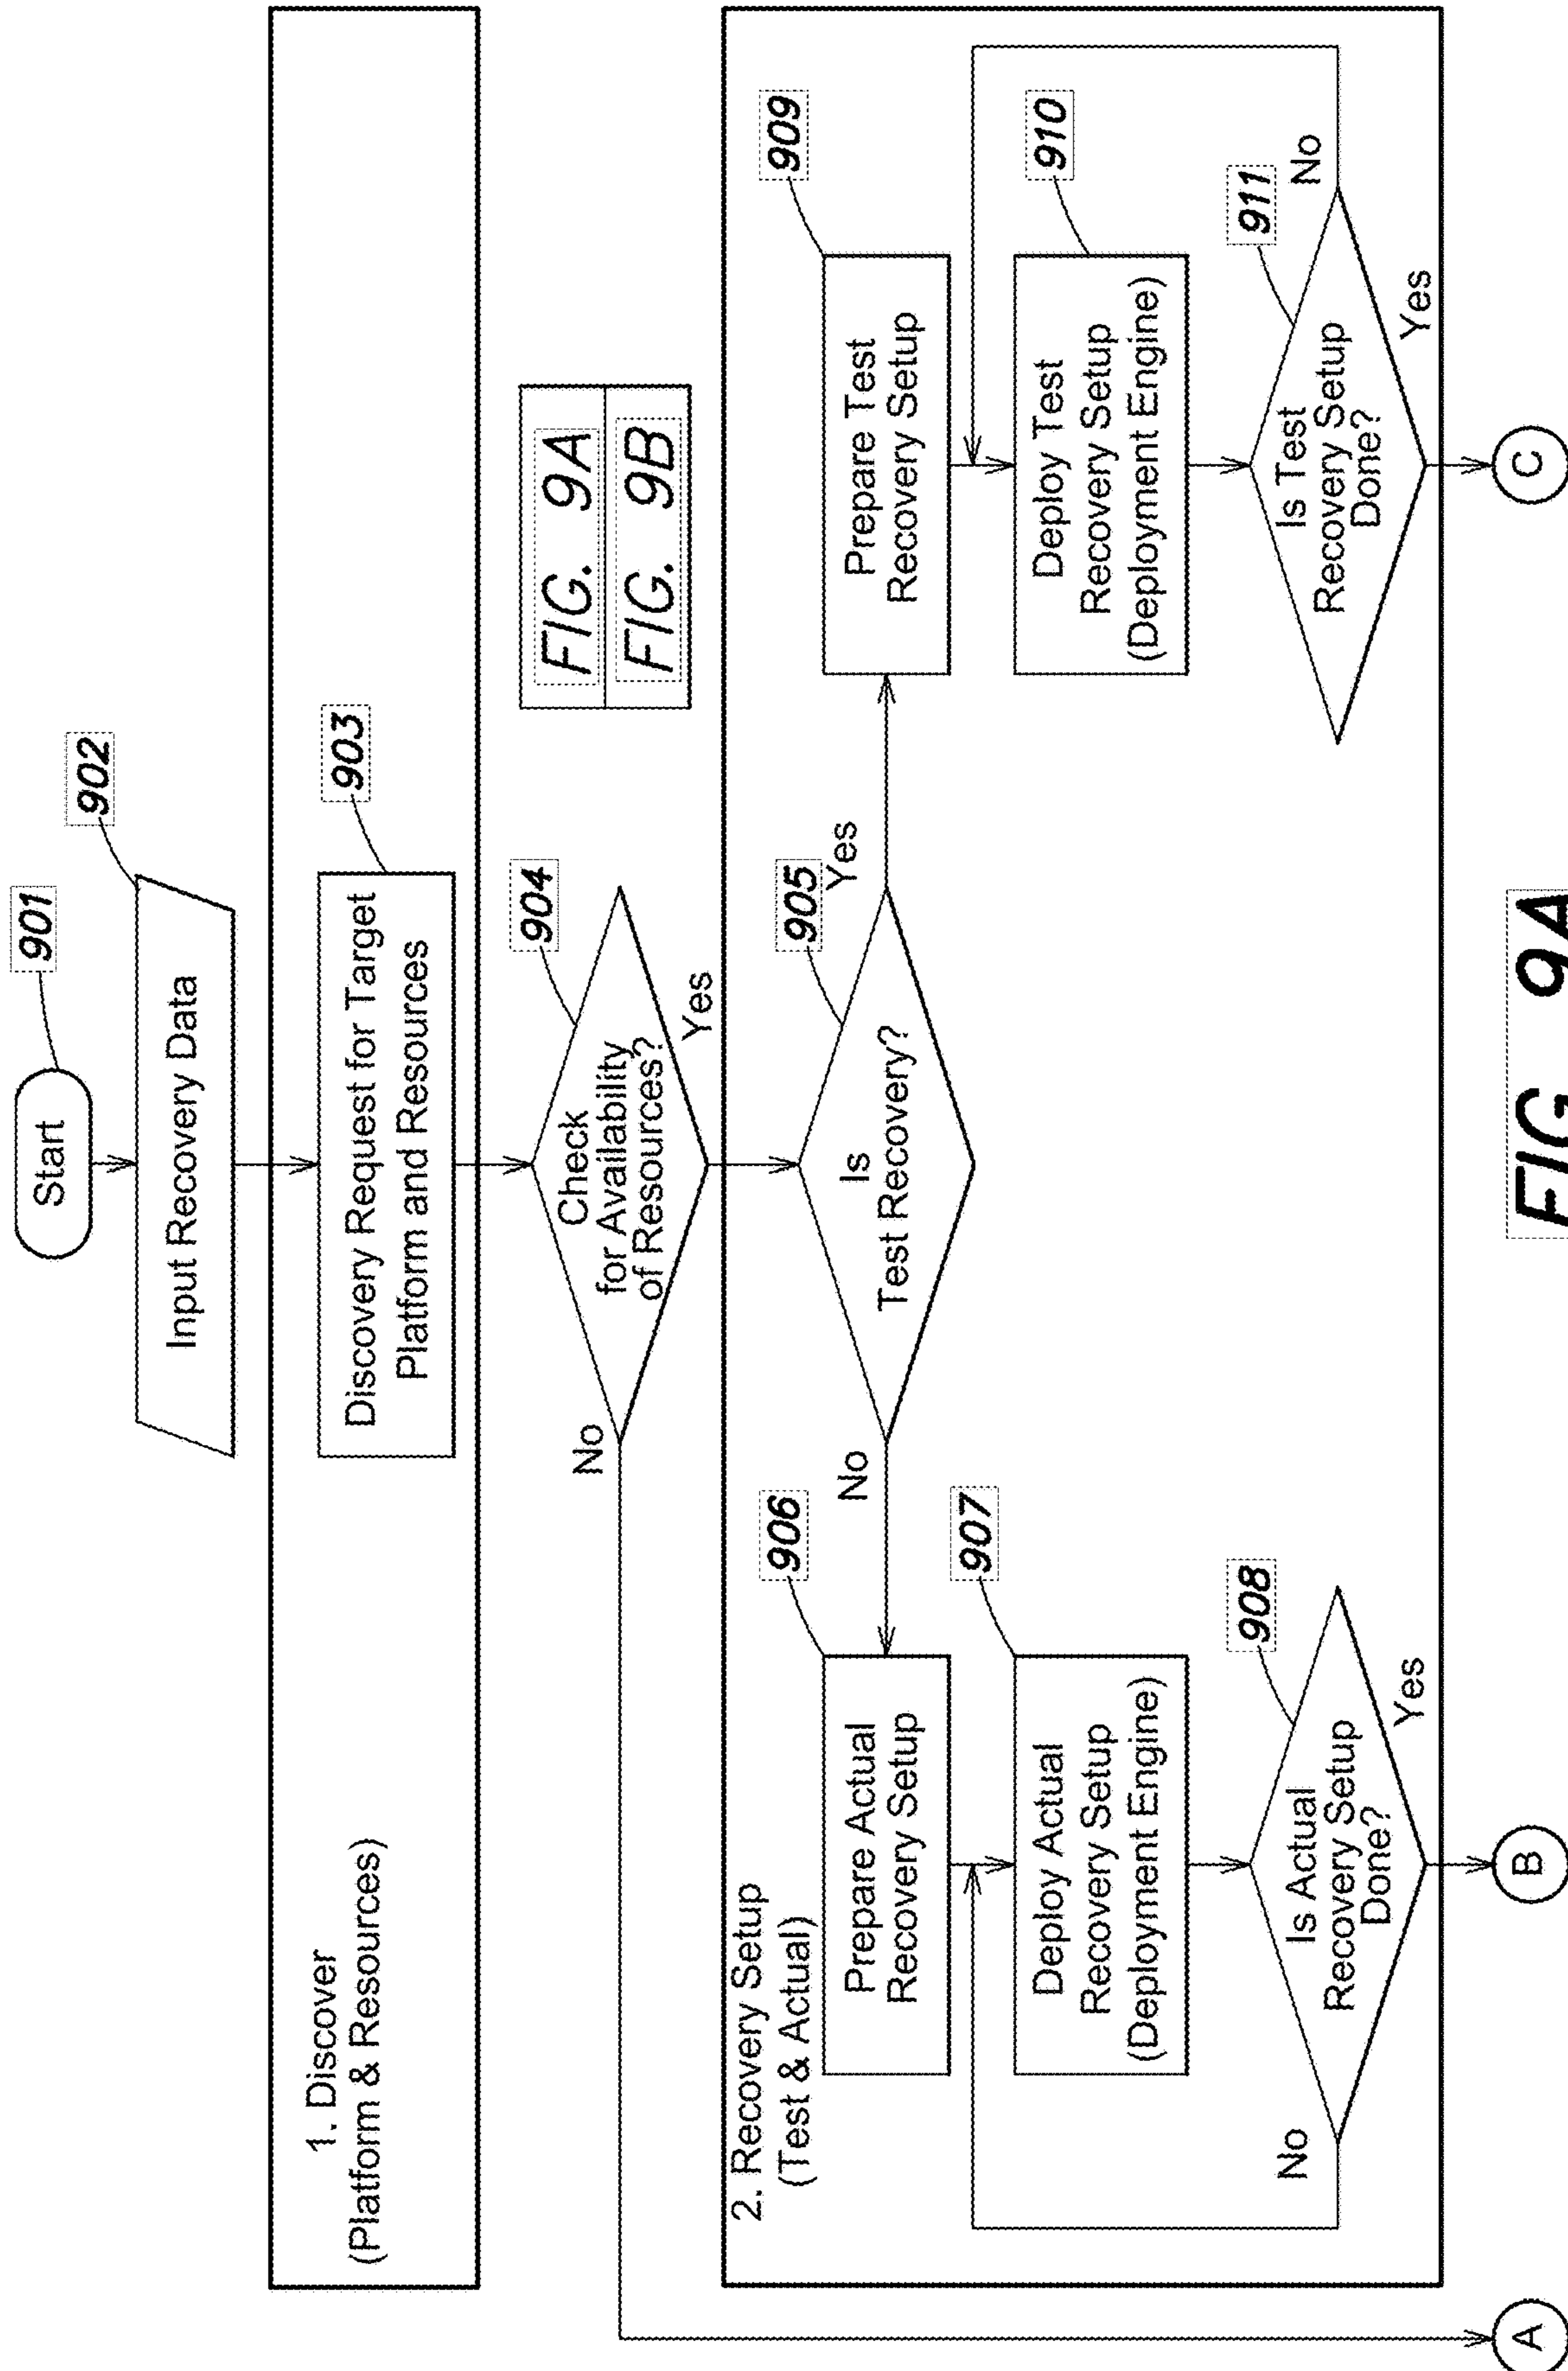 901
Start
902
Input Recovery Data
1. Discover
(Platform & Resources)
903
Discovery Request for Target
Platform and Resources
904
Check
for Availability
of Resources?
No
Yes
FIG. 9A
FIG. 9B
2. Recovery Setup
(Test & Actual)
905
Is
Test Recovery?
No
Yes
906
Prepare Actual
Recovery Setup
907
Deploy Actual
Recovery Setup
(Deployment Engine)
908
Is Actual
Recovery Setup
Done?
No
Yes
909
Prepare Test
Recovery Setup
910
Deploy Test
Recovery Setup
(Deployment Engine)
911
Is Test
Recovery Setup
Done?
No
Yes
A
B
C
FIG. 9A